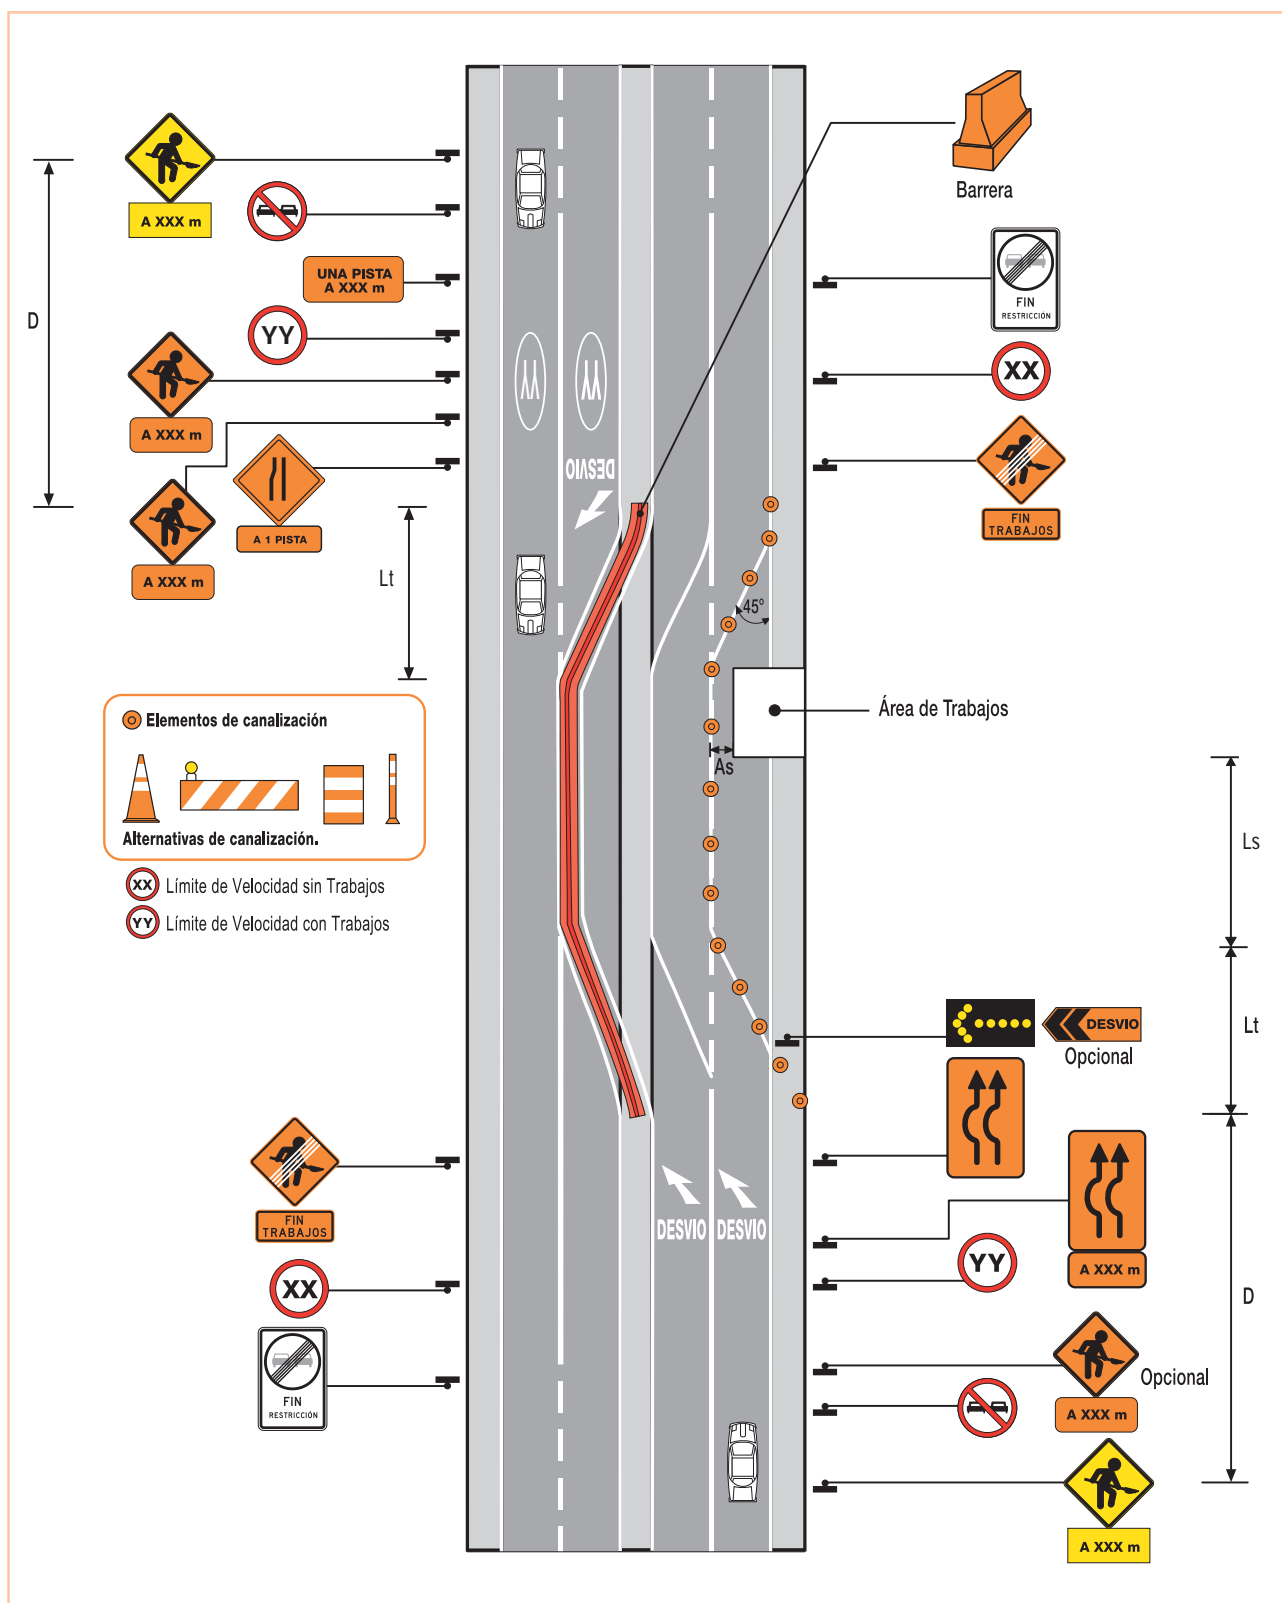 Barrera
A XXX m
UNA PISTA
A XXX m
FIN
RESTRICCIÓN
D
YY
XX
A XXX m
YY
YY
DESVIO
FIN
TRABAJOS
A 1 PISTA
A XXX m
Lt
45°
Área de Trabajos
Elementos de canalización
As
Alternativas de canalización.
Ls
XX Límite de Velocidad sin Trabajos
YY Límite de Velocidad con Trabajos
Lt
DESVIO
Opcional
FIN
TRABAJOS
DESVIO
DESVIO
YY
A XXX m
XX
D
FIN
RESTRICCIÓN
Opcional
A XXX m
A XXX m